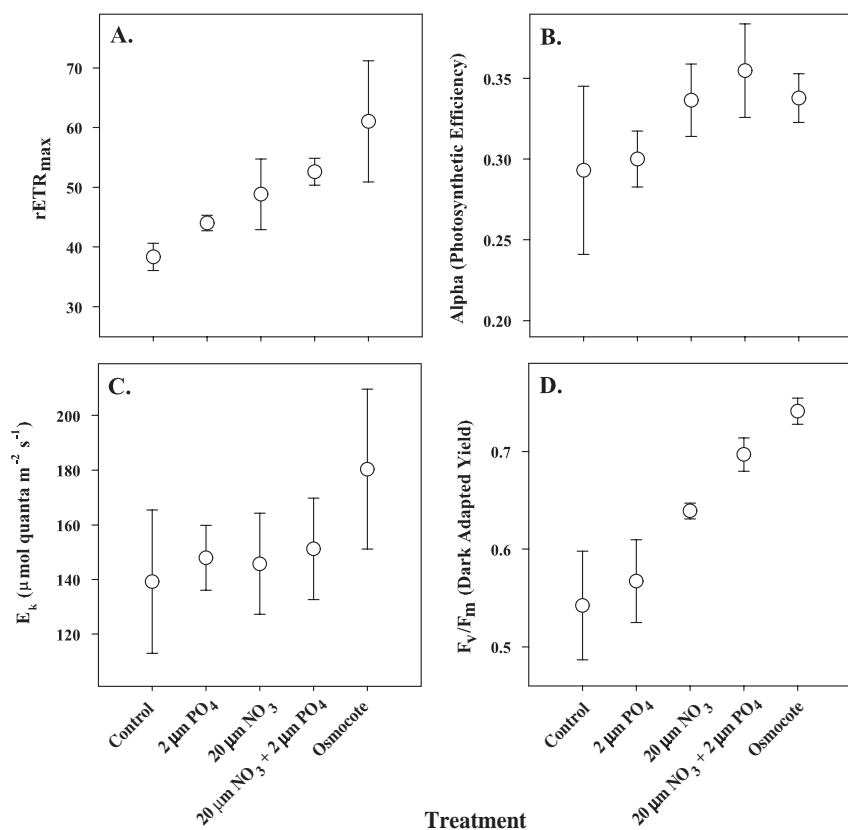 A.
70
60
50
40
30
rETRmax
B.
0.35
0.30
0.25
0.20
Alpha (Photosynthetic Efficiency)
C.
200
180
160
140
120
Ek (μmol quanta m⁻² s⁻¹)
D.
0.7
0.6
0.5
Fv/Fm (Dark Adapted Yield)
Control
2 μm PO4
20 μm NO3
20 μm NO3 + 2 μm PO4
Osmocote
Control
2 μm PO4
20 μm NO3
20 μm NO3 + 2 μm PO4
Osmocote
Treatment